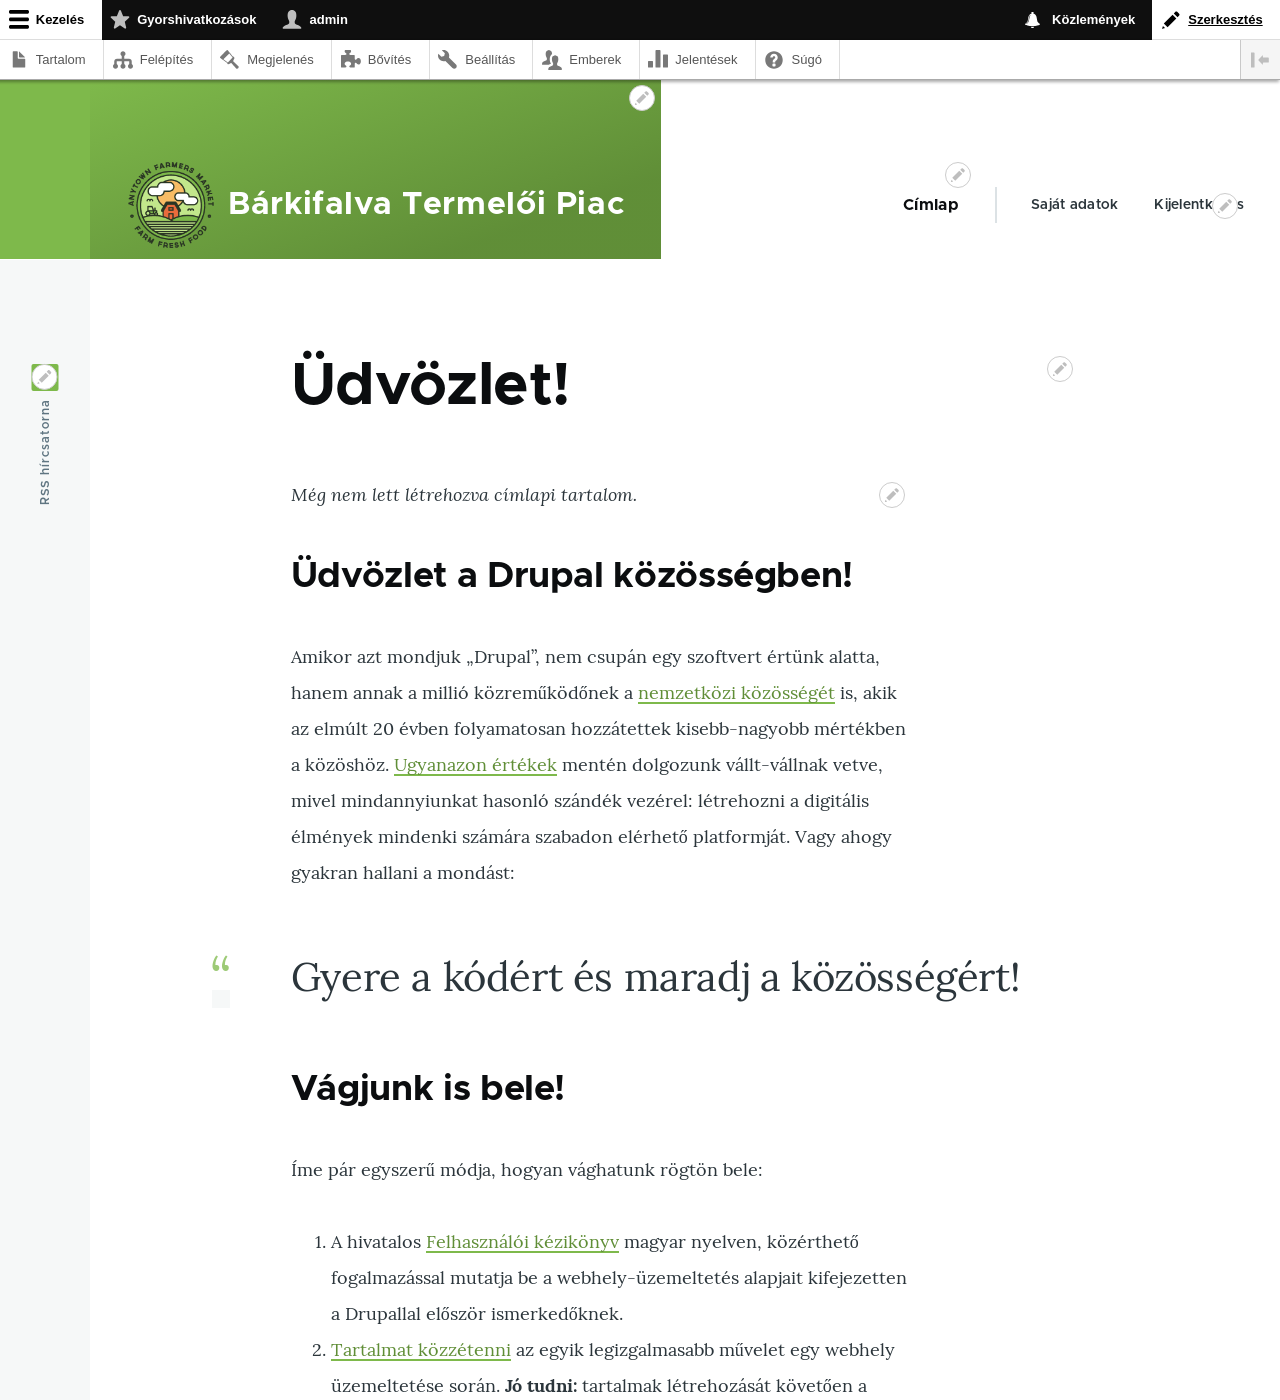 Kezelés Gyorshivatkozások admin Közlemények Szerkesztés
Tartalom Felépítés Megjelenés Bővítés Beállítás Emberek Jelentések Súgó
ANYTOWN FARMERS MARKET
FARM FRESH FOOD
Bárkifalva Termelői Piac
Címlap Saját adatok
RSS hírcsatorna
Üdvözlet!
Még nem lett létrehozva címlapi tartalom.
Üdvözlet a Drupal közösségben!
Amikor azt mondjuk „Drupal”, nem csupán egy szoftvert értünk alatta,
hanem annak a millió közreműködőnek a nemzetközi közösségét is, akik
az elmúlt 20 évben folyamatosan hozzátettek kisebb-nagyobb mértékben
a közöshöz. Ugyanazon értékek mentén dolgozunk vállt-vállnak vetve,
mivel mindannyiunkat hasonló szándék vezérel: létrehozni a digitális
élmények mindenki számára szabadon elérhető platformját. Vagy ahogy
gyakran hallani a mondást:
“
Gyere a kódért és maradj a közösségért!
Vágjunk is bele!
Íme pár egyszerű módja, hogyan vághatunk rögtön bele:
1. A hivatalos Felhasználói kézikönyv magyar nyelven, közérthető
fogalmazással mutatja be a webhely-üzemeltetés alapjait kifejezetten
a Drupallal először ismerkedőknek.
2. Tartalmat közzétenni az egyik legizgalmasabb művelet egy webhely
üzemeltetése során. Jó tudni: tartalmak létrehozását követően a